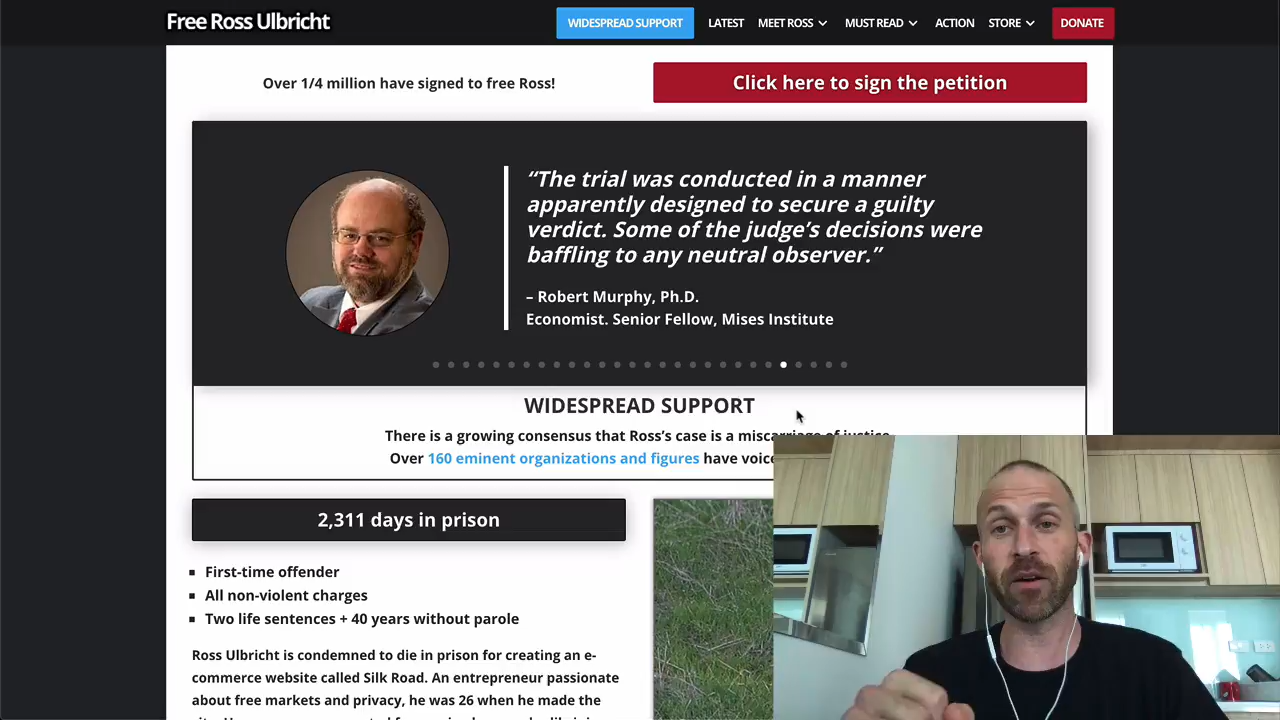 Free Ross Ulbricht
WIDESPREAD SUPPORT LATEST MEET ROSS MUST READ ACTION STORE DONATE
Over 1/4 million have signed to free Ross!
Click here to sign the petition
“The trial was conducted in a manner
apparently designed to secure a guilty
verdict. Some of the judge’s decisions were
baffling to any neutral observer.”
– Robert Murphy, Ph.D.
Economist. Senior Fellow, Mises Institute
WIDESPREAD SUPPORT
There is a growing consensus that Ross’s case is a miscarriage of justice
Over 160 eminent organizations and figures have
2,311 days in prison
First-time offender
All non-violent charges
Two life sentences + 40 years without parole
Ross Ulbricht is condemned to die in prison for creating an e-
commerce website called Silk Road. An entrepreneur passionate
about free markets and privacy, he was 26 when he made the